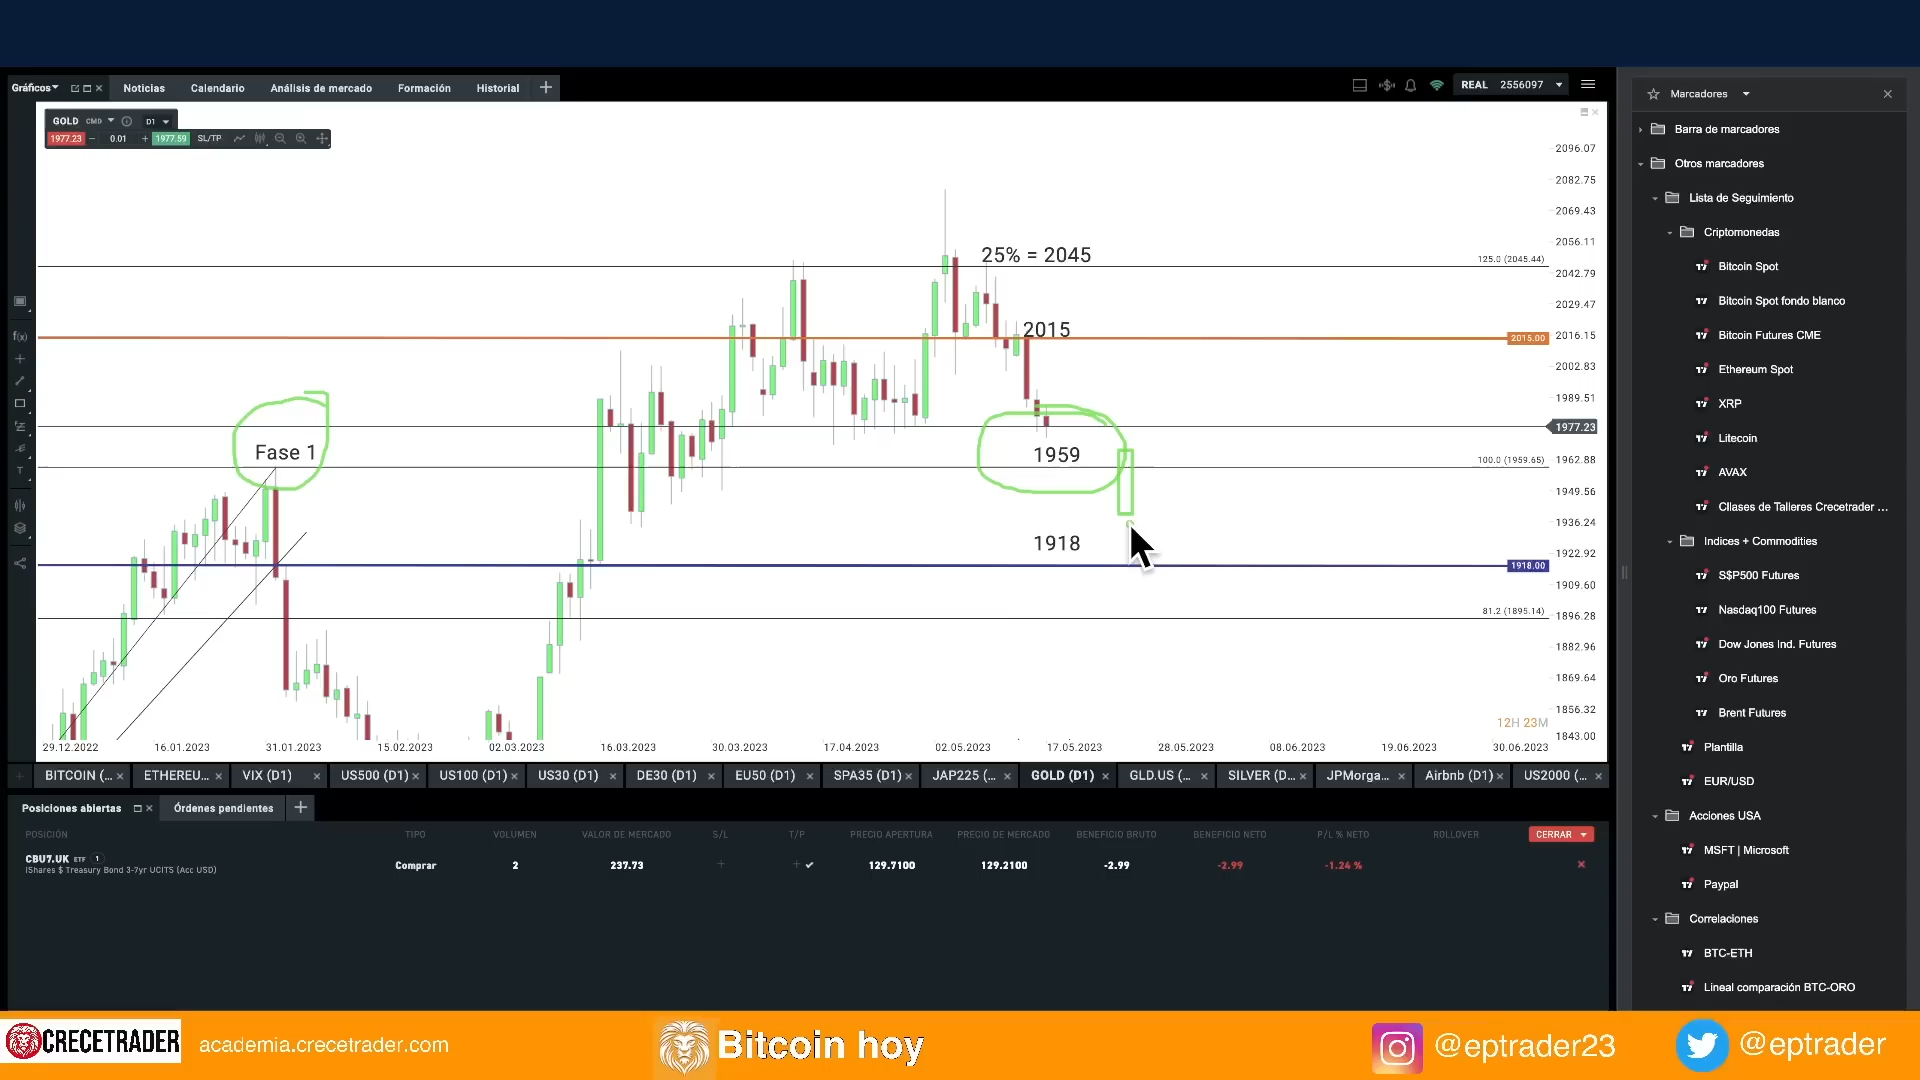 Gráficos Noticias Calendario Análisis de mercado Formación Historial REAL 2556097
GOLD CMD D1
1977.23 0.01 1977.59 SL/TP
2096.07
2082.75
2069.43
2056.11
2042.79
2029.47
2016.15
2002.83
1989.51
1977.23
1962.88
1949.56
1936.24
1922.92
1909.60
1896.28
1882.96
1869.64
1856.32
1843.00
25% = 2045
125.0 (2045.44)
2015
2015.00
Fase 1
1959
100.0 (1959.65)
1918
1918.00
81.2 (1895.14)
12H 23M
29.12.2022 16.01.2023 31.01.2023 15.02.2023 02.03.2023 16.03.2023 30.03.2023 17.04.2023 02.05.2023 17.05.2023 28.05.2023 08.06.2023 19.06.2023 30.06.2023
BITCOIN (... ETHEREU... VIX (D1) US500 (D1) US100 (D1) US30 (D1) DE30 (D1) EU50 (D1) SPA35 (D1) JAP225 (... GOLD (D1) GLD.US (... SILVER (D... JPMorga... Airbnb (D1) US2000 (...
Posiciones abiertas Órdenes pendientes
POSICIÓN TIPO VOLUMEN VALOR DE MERCADO S/L T/P PRECIO APERTURA PRECIO DE MERCADO BENEFICIO BRUTO BENEFICIO NETO P/L % NETO ROLLOVER CERRAR
CBU7.UK ETF 1 Comprar 2 237.73 129.7100 129.2100 -2.99 -2.99 -1.24 %
iShares $ Treasury Bond 3-7yr UCITS (Acc USD)
Marcadores
Barra de marcadores
Otros marcadores
Lista de Seguimiento
Criptomonedas
Bitcoin Spot
Bitcoin Spot fondo blanco
Bitcoin Futures CME
Ethereum Spot
XRP
Litecoin
AVAX
Cllases de Talleres Crecetrader ...
Indices + Commodities
S$P500 Futures
Nasdaq100 Futures
Dow Jones Ind. Futures
Oro Futures
Brent Futures
Plantilla
EUR/USD
Acciones USA
MSFT | Microsoft
Paypal
Correlaciones
BTC-ETH
Lineal comparación BTC-ORO
CRECETRADER academia.crecetrader.com Bitcoin hoy @eptrader23 @eptrader